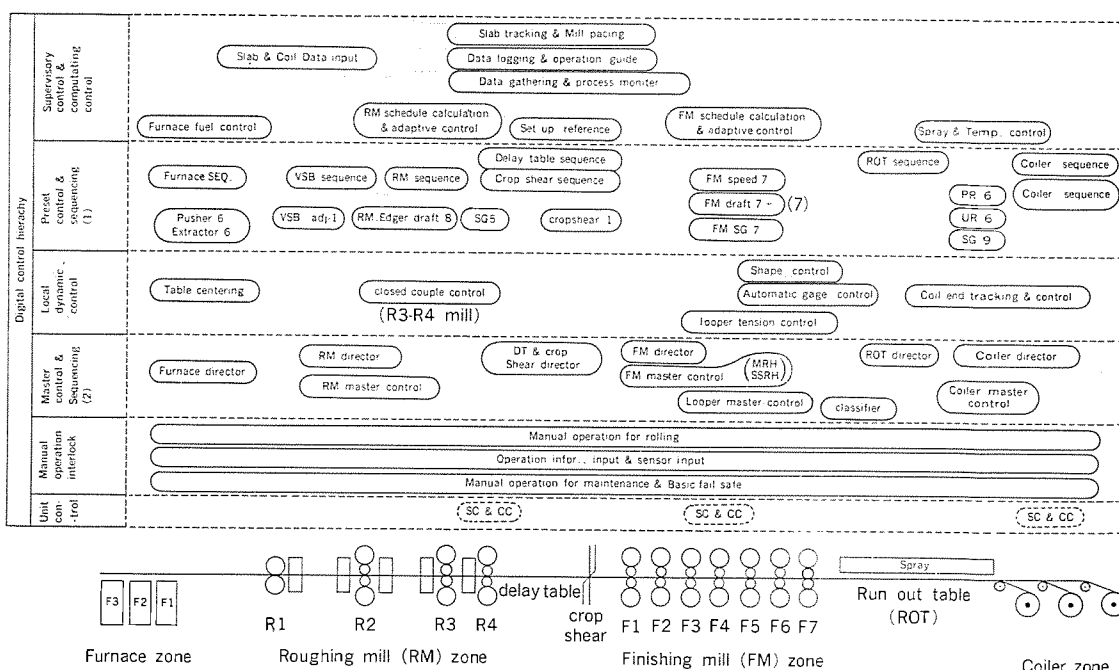 Digital control hierachy
Supervisory
control &
computating
control
Slab & Coil Data input
Slab tracking & Mill pacing
Data logging & operation guide
Data gathering & process moniter
Furnace fuel control
RM schedule calculation
& adaptive control
Set up reference
FM schedule calculation
& adaptive control
Spray & Temp. control
Preset
control &
sequencing
(1)
Furnace SEQ.
VSB sequence
RM sequence
Delay table sequence
Crop shear sequence
FM speed 7
ROT sequence
Coiler sequence
Coiler sequence
Pusher 6
Extractor 6
VSB adj-1
RM.Edger draft 8
SG5
cropshear 1
FM draft 7 - (7)
FM SG 7
PR 6
UR 6
SG 9
Local
dynamic
control
Table centering
closed couple control
(R3-R4 mill)
Shape control
Automatic gage control
looper tension control
Coil end tracking & control
Master
control &
Sequencing
(2)
Furnace director
RM director
RM master control
DT & crop
Shear director
FM director
FM master control
(MRH
SSRH)
Looper master control
ROT director
classifier
Coiler director
Coiler master
control
Manual
operation
interlock
Manual operation for rolling
Operation infor.. input & sensor input
Manual operation for maintenance & Basic fail safe
Unit
con-
-trol
SC & CC
SC & CC
SC & CC
F3 F2 F1
R1 R2 R3 R4
delay table
crop
shear
F1 F2 F3 F4 F5 F6 F7
Spray
Run out table
(ROT)
Furnace zone
Roughing mill (RM) zone
Finishing mill (FM) zone
Coiler zone